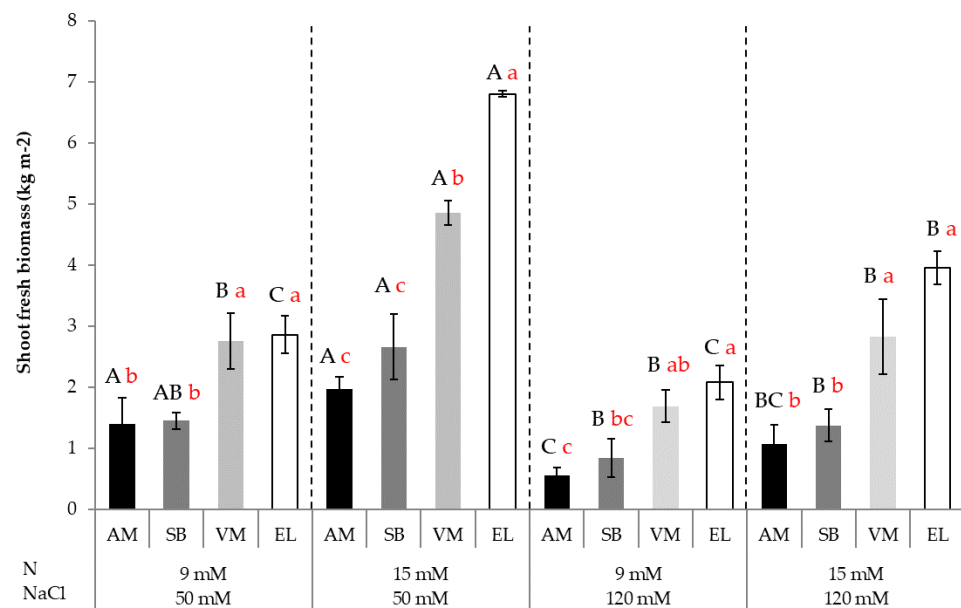 Shoot fresh biomass (kg m-2)
8
7
6
5
4
3
2
1
0
A b
AB b
B a
C a
A c
A c
A b
A a
C c
B bc
B ab
C a
BC b
B b
B a
B a
AM SB VM EL AM SB VM EL AM SB VM EL AM SB VM EL
N 9 mM 15 mM 9 mM 15 mM
NaCl 50 mM 50 mM 120 mM 120 mM